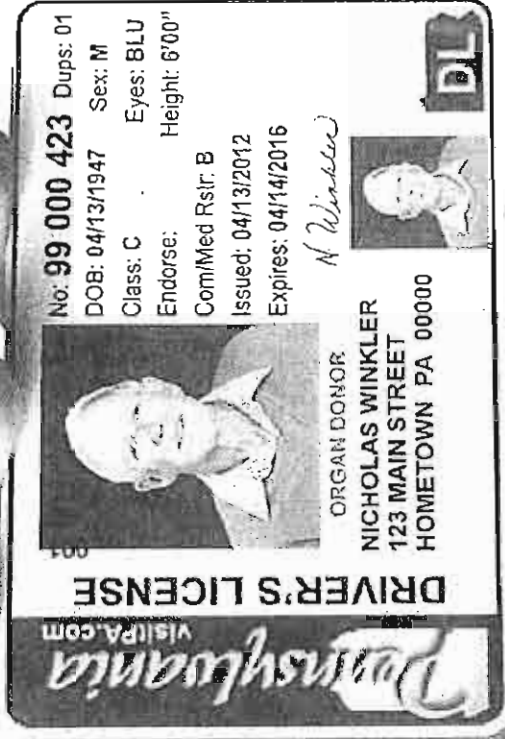 Pennsylvania
visitPA.com
DRIVER'S LICENSE
001
No: 99 000 423 Dups: 01
DOB: 04/13/1947 Sex: M
Class: C Eyes: BLU
Endorse: Height: 6'00"
Com/Med Rstr: B
Issued: 04/13/2012
Expires: 04/14/2016
N Winkler
ORGAN DONOR
NICHOLAS WINKLER
123 MAIN STREET
HOMETOWN PA 00000
DL